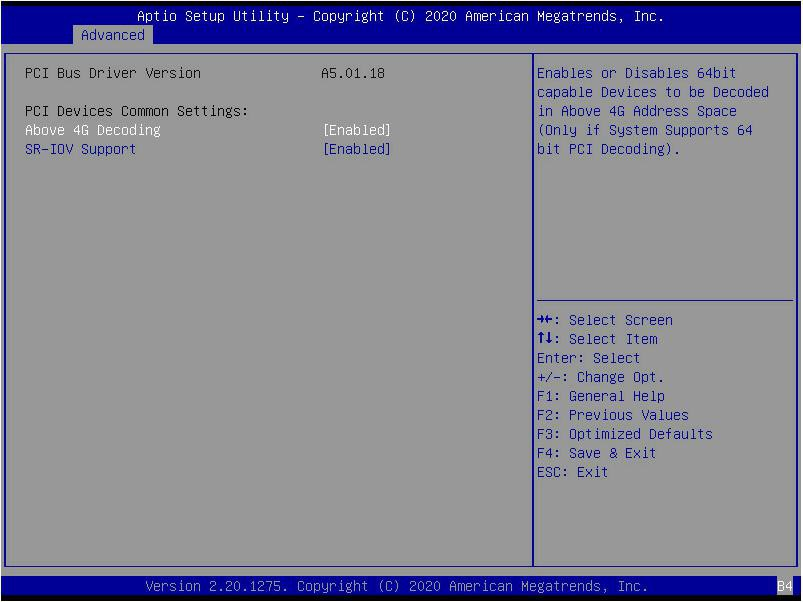 Aptio Setup Utility – Copyright (C) 2020 American Megatrends, Inc.
Advanced
PCI Bus Driver Version A5.01.18
PCI Devices Common Settings:
Above 4G Decoding [Enabled]
SR-IOV Support [Enabled]
Enables or Disables 64bit
capable Devices to be Decoded
in Above 4G Address Space
(Only if System Supports 64
bit PCI Decoding).
→←: Select Screen
↑↓: Select Item
Enter: Select
+/-: Change Opt.
F1: General Help
F2: Previous Values
F3: Optimized Defaults
F4: Save & Exit
ESC: Exit
Version 2.20.1275. Copyright (C) 2020 American Megatrends, Inc.
B4